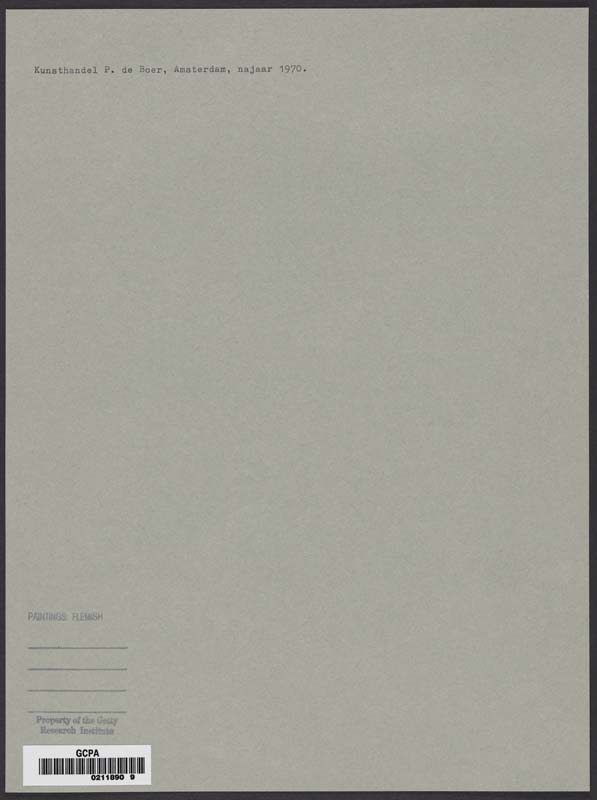 Kunsthandel P. de Boer, Amsterdam, najaar 1970.
PAINTINGS: FLEMISH
Property of the Getty
Research Institute
GCPA
0211890 9